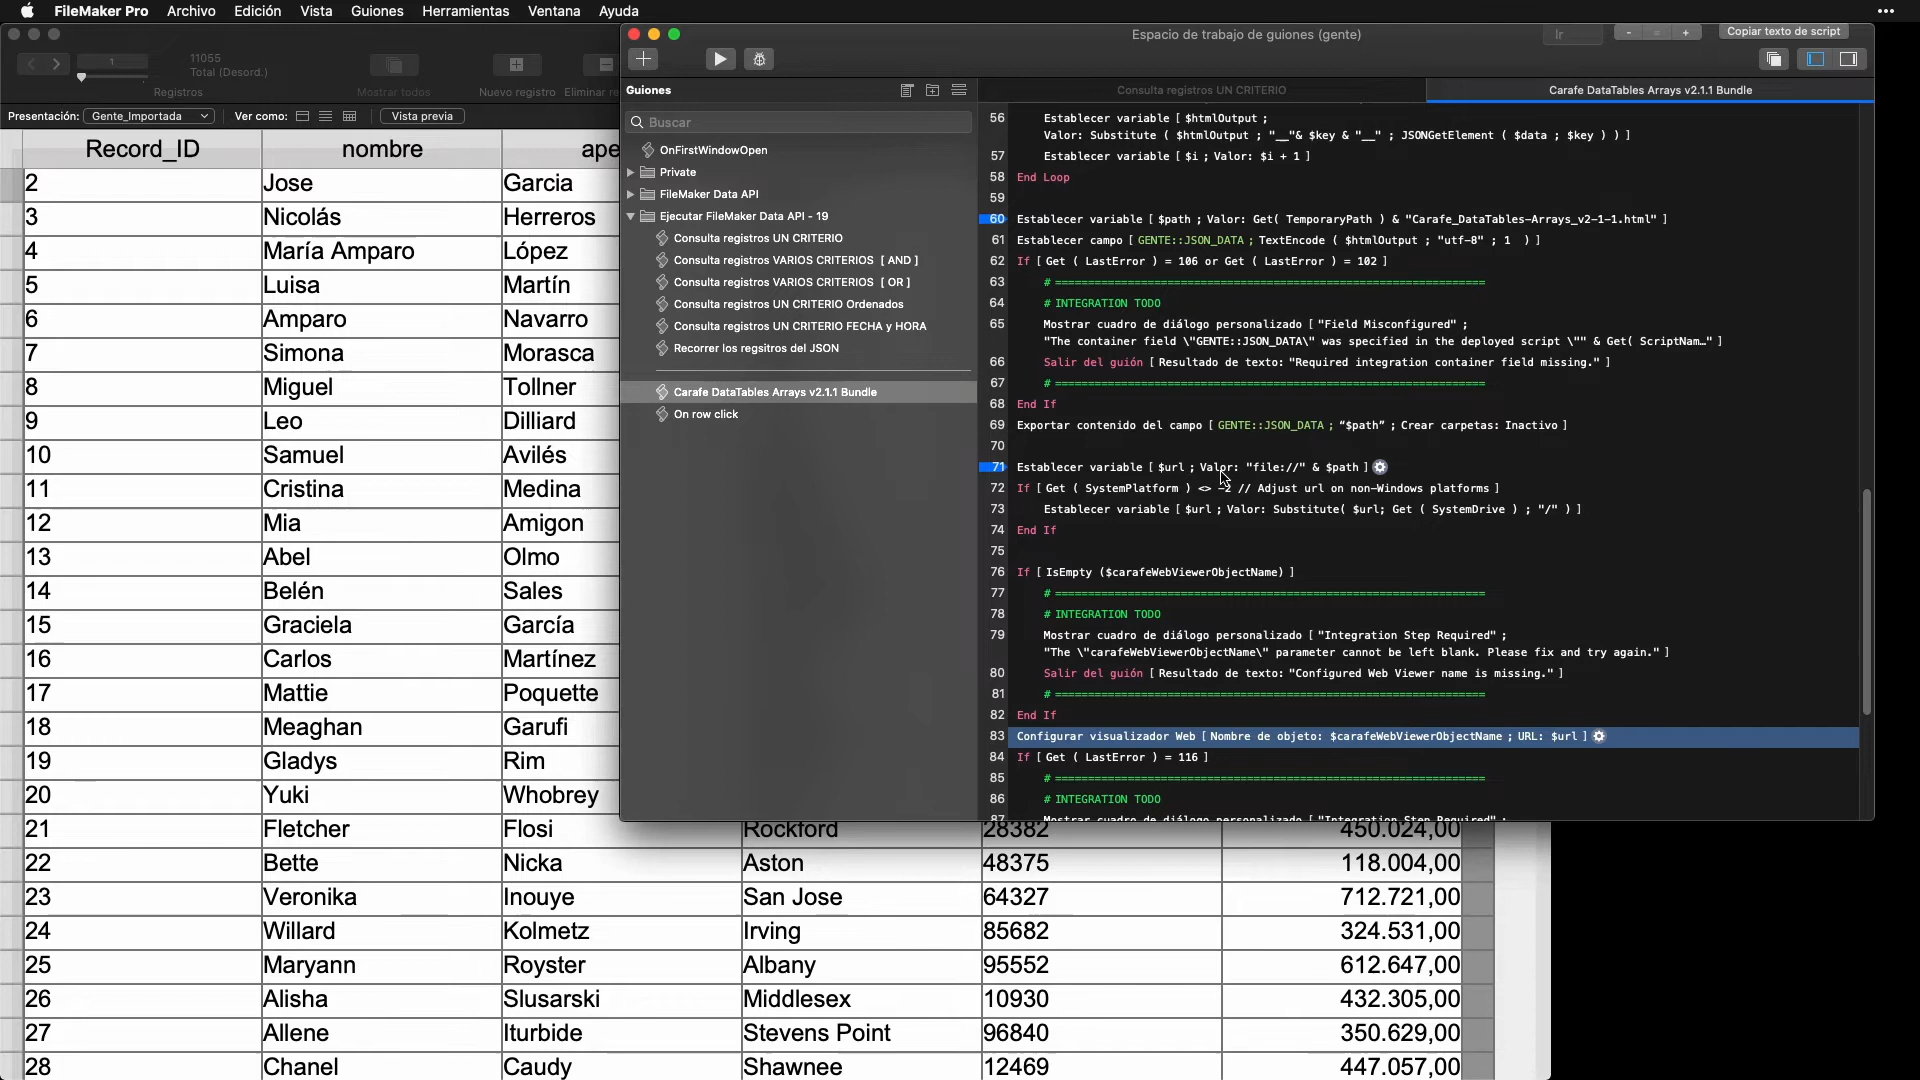 FileMaker Pro Archivo Edición Vista Guiones Herramientas Ventana Ayuda
Espacio de trabajo de guiones (gente)
Ir
- = +
Copiar texto de script
1
11055
Total (Desord.)
Registros
Mostrar todos
Nuevo registro
Eliminar re
Presentación: Gente_Importada
Ver como:
Vista previa
Record_ID nombre ape
2 Jose Garcia
3 Nicolás Herreros
4 María Amparo López
5 Luisa Martín
6 Amparo Navarro
7 Simona Morasca
8 Miguel Tollner
9 Leo Dilliard
10 Samuel Avilés
11 Cristina Medina
12 Mia Amigon
13 Abel Olmo
14 Belén Sales
15 Graciela García
16 Carlos Martínez
17 Mattie Poquette
18 Meaghan Garufi
19 Gladys Rim
20 Yuki Whobrey
21 Fletcher Flosi Rockford 28382 450.024,00
22 Bette Nicka Aston 48375 118.004,00
23 Veronika Inouye San Jose 64327 712.721,00
24 Willard Kolmetz Irving 85682 324.531,00
25 Maryann Royster Albany 95552 612.647,00
26 Alisha Slusarski Middlesex 10930 432.305,00
27 Allene Iturbide Stevens Point 96840 350.629,00
28 Chanel Caudy Shawnee 12469 447.057,00
Guiones
Buscar
OnFirstWindowOpen
Private
FileMaker Data API
Ejecutar FileMaker Data API - 19
Consulta registros UN CRITERIO
Consulta registros VARIOS CRITERIOS [ AND ]
Consulta registros VARIOS CRITERIOS [ OR ]
Consulta registros UN CRITERIO Ordenados
Consulta registros UN CRITERIO FECHA y HORA
Recorrer los regsitros del JSON
Carafe DataTables Arrays v2.1.1 Bundle
On row click
Consulta registros UN CRITERIO
Carafe DataTables Arrays v2.1.1 Bundle
56 Establecer variable [ $htmlOutput ;
Valor: Substitute ( $htmlOutput ; "__"& $key & "__" ; JSONGetElement ( $data ; $key ) ) ]
57 Establecer variable [ $i ; Valor: $i + 1 ]
58 End Loop
59
60 Establecer variable [ $path ; Valor: Get( TemporaryPath ) & "Carafe_DataTables-Arrays_v2-1-1.html" ]
61 Establecer campo [ GENTE::JSON_DATA ; TextEncode ( $htmlOutput ; "utf-8" ; 1 ) ]
62 If [ Get ( LastError ) = 106 or Get ( LastError ) = 102 ]
63 # =================================================================
64 # INTEGRATION TODO
65 Mostrar cuadro de diálogo personalizado [ "Field Misconfigured" ;
"The container field \"GENTE::JSON_DATA\" was specified in the deployed script \"" & Get( ScriptNam…" ]
66 Salir del guión [ Resultado de texto: "Required integration container field missing." ]
67 # =================================================================
68 End If
69 Exportar contenido del campo [ GENTE::JSON_DATA ; “$path” ; Crear carpetas: Inactivo ]
70
71 Establecer variable [ $url ; Valor: "file://" & $path ]
72 If [ Get ( SystemPlatform ) <> -2 // Adjust url on non-Windows platforms ]
73 Establecer variable [ $url ; Valor: Substitute( $url; Get ( SystemDrive ) ; "/" ) ]
74 End If
75
76 If [ IsEmpty ($carafeWebViewerObjectName) ]
77 # =================================================================
78 # INTEGRATION TODO
79 Mostrar cuadro de diálogo personalizado [ "Integration Step Required" ;
"The \"carafeWebViewerObjectName\" parameter cannot be left blank. Please fix and try again." ]
80 Salir del guión [ Resultado de texto: "Configured Web Viewer name is missing." ]
81 # =================================================================
82 End If
83 Configurar visualizador Web [ Nombre de objeto: $carafeWebViewerObjectName ; URL: $url ]
84 If [ Get ( LastError ) = 116 ]
85 # =================================================================
86 # INTEGRATION TODO
87 Mostrar cuadro de diálogo personalizado [ "Integration Step Required" ;